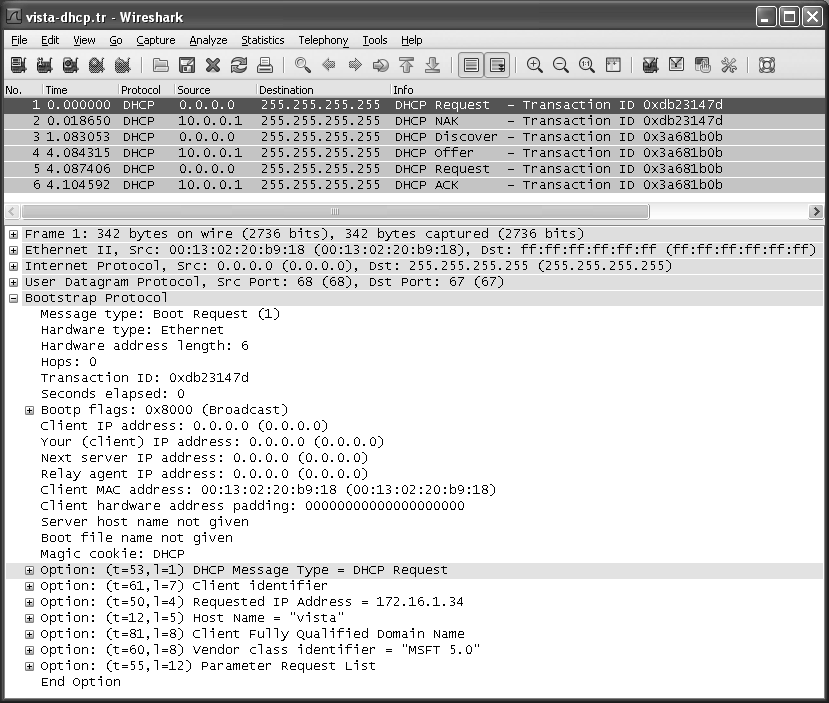 vista-dhcp.tr - Wireshark
File Edit View Go Capture Analyze Statistics Telephony Tools Help
No. Time Protocol Source Destination Info
1 0.000000 DHCP 0.0.0.0 255.255.255.255 DHCP Request - Transaction ID 0xdb23147d
2 0.018650 DHCP 10.0.0.1 255.255.255.255 DHCP NAK - Transaction ID 0xdb23147d
3 1.083053 DHCP 0.0.0.0 255.255.255.255 DHCP Discover - Transaction ID 0x3a681b0b
4 4.084315 DHCP 10.0.0.1 255.255.255.255 DHCP Offer - Transaction ID 0x3a681b0b
5 4.087406 DHCP 0.0.0.0 255.255.255.255 DHCP Request - Transaction ID 0x3a681b0b
6 4.104592 DHCP 10.0.0.1 255.255.255.255 DHCP ACK - Transaction ID 0x3a681b0b
Frame 1: 342 bytes on wire (2736 bits), 342 bytes captured (2736 bits)
Ethernet II, Src: 00:13:02:20:b9:18 (00:13:02:20:b9:18), Dst: ff:ff:ff:ff:ff:ff (ff:ff:ff:ff:ff:ff)
Internet Protocol, Src: 0.0.0.0 (0.0.0.0), Dst: 255.255.255.255 (255.255.255.255)
User Datagram Protocol, Src Port: 68 (68), Dst Port: 67 (67)
Bootstrap Protocol
Message type: Boot Request (1)
Hardware type: Ethernet
Hardware address length: 6
Hops: 0
Transaction ID: 0xdb23147d
Seconds elapsed: 0
Bootp flags: 0x8000 (Broadcast)
Client IP address: 0.0.0.0 (0.0.0.0)
Your (client) IP address: 0.0.0.0 (0.0.0.0)
Next server IP address: 0.0.0.0 (0.0.0.0)
Relay agent IP address: 0.0.0.0 (0.0.0.0)
Client MAC address: 00:13:02:20:b9:18 (00:13:02:20:b9:18)
Client hardware address padding: 00000000000000000000
Server host name not given
Boot file name not given
Magic cookie: DHCP
Option: (t=53,l=1) DHCP Message Type = DHCP Request
Option: (t=61,l=7) Client identifier
Option: (t=50,l=4) Requested IP Address = 172.16.1.34
Option: (t=12,l=5) Host Name = "vista"
Option: (t=81,l=8) Client Fully Qualified Domain Name
Option: (t=60,l=8) Vendor class identifier = "MSFT 5.0"
Option: (t=55,l=12) Parameter Request List
End Option